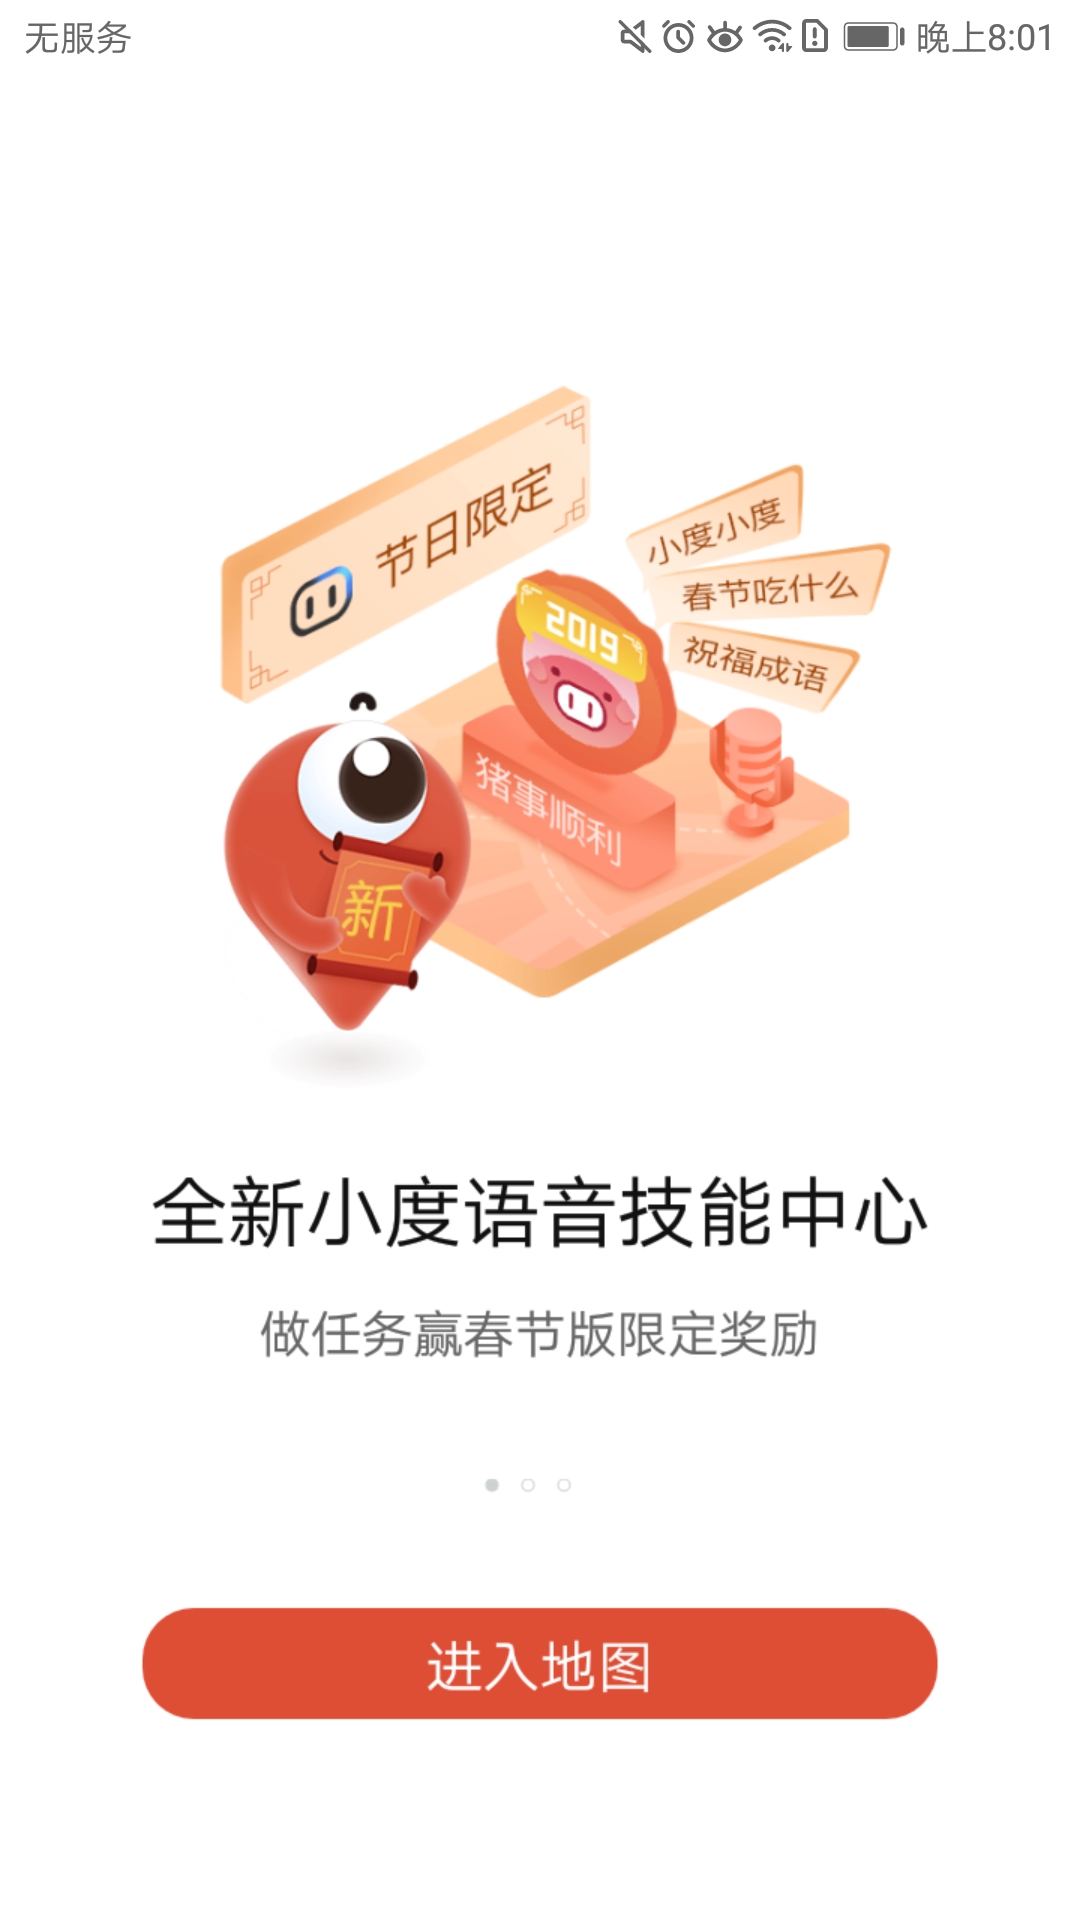 无服务
晚上8:01
节日限定
小度小度
春节吃什么
祝福成语
2019
猪事顺利
新
全新小度语音技能中心
做任务赢春节版限定奖励
进入地图